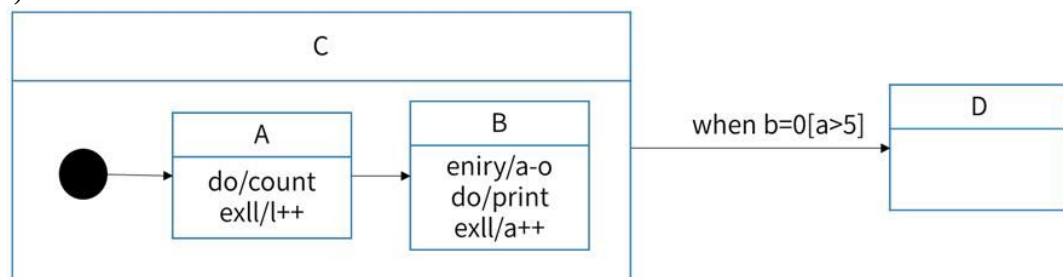 C
A
do/count
exll/l++
B
eniry/a-o
do/print
exll/a++
when b=0[a>5]
D